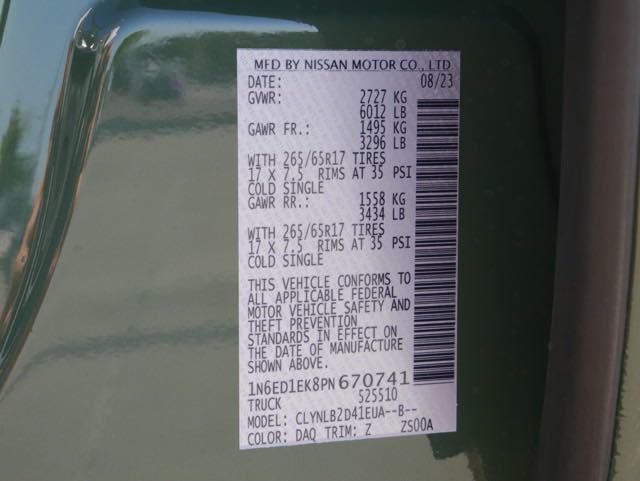 MFD BY NISSAN MOTOR CO., LTD
DATE: 08/23
GVWR: 2727 KG
6012 LB
GAWR FR.: 1495 KG
3296 LB
WITH 265/65R17 TIRES
17 X 7.5 RIMS AT 35 PSI
COLD SINGLE
GAWR RR.: 1558 KG
3434 LB
WITH 265/65R17 TIRES
17 X 7.5 RIMS AT 35 PSI
COLD SINGLE
THIS VEHICLE CONFORMS TO
ALL APPLICABLE FEDERAL
MOTOR VEHICLE SAFETY AND
THEFT PREVENTION
STANDARDS IN EFFECT ON
THE DATE OF MANUFACTURE
SHOWN ABOVE.
1N6ED1EK8PN670741
TRUCK 525510
MODEL: CLYNLB2D41EUA--B--
COLOR: DAQ TRIM: Z ZS00A